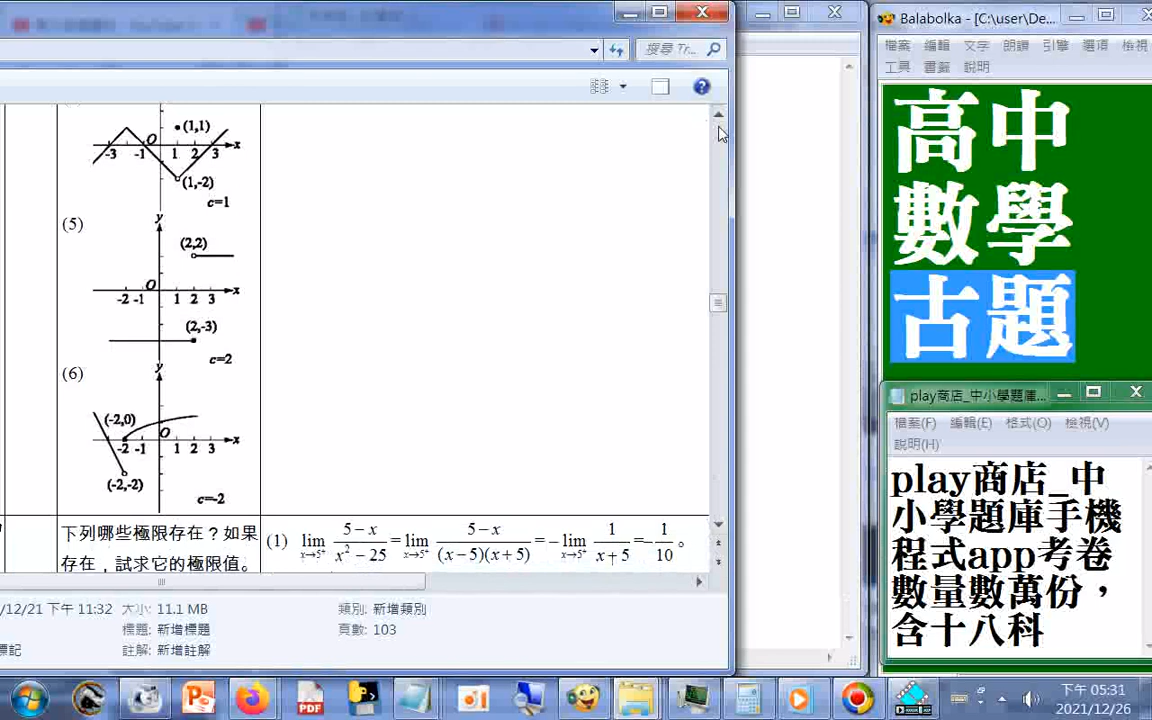 搜尋 Tr...
Balabolka - [C:\user\De...
檔案 編輯 文字 朗讀 引擎 選項 檢視
工具 書籤 說明
高中
數學
古題
(1,1)
O
-3 -1 1 2 3 x
(1,-2)
c=1
(5)
y
(2,2)
O
-2 -1 1 2 3 x
(2,-3)
c=2
(6)
y
(-2,0)
O
-2 -1 1 2 3 x
(-2,-2)
c=-2
下列哪些極限存在？如果
存在，試求它的極限值。
(1) lim x→5⁺ (5−x)/(x²−25) = lim x→5⁺ (5−x)/((x−5)(x+5)) = −lim x→5⁺ 1/(x+5) = −1/10 。
/12/21 下午 11:32 大小: 11.1 MB 類別: 新增類別
標題: 新增標題 頁數: 103
標記 註解: 新增註解
play商店_中小學題庫...
檔案(F) 編輯(E) 格式(O) 檢視(V)
說明(H)
play商店_中
小學題庫手機
程式app考卷
數量數萬份，
含十八科
PDF
下午 05:31
2021/12/26